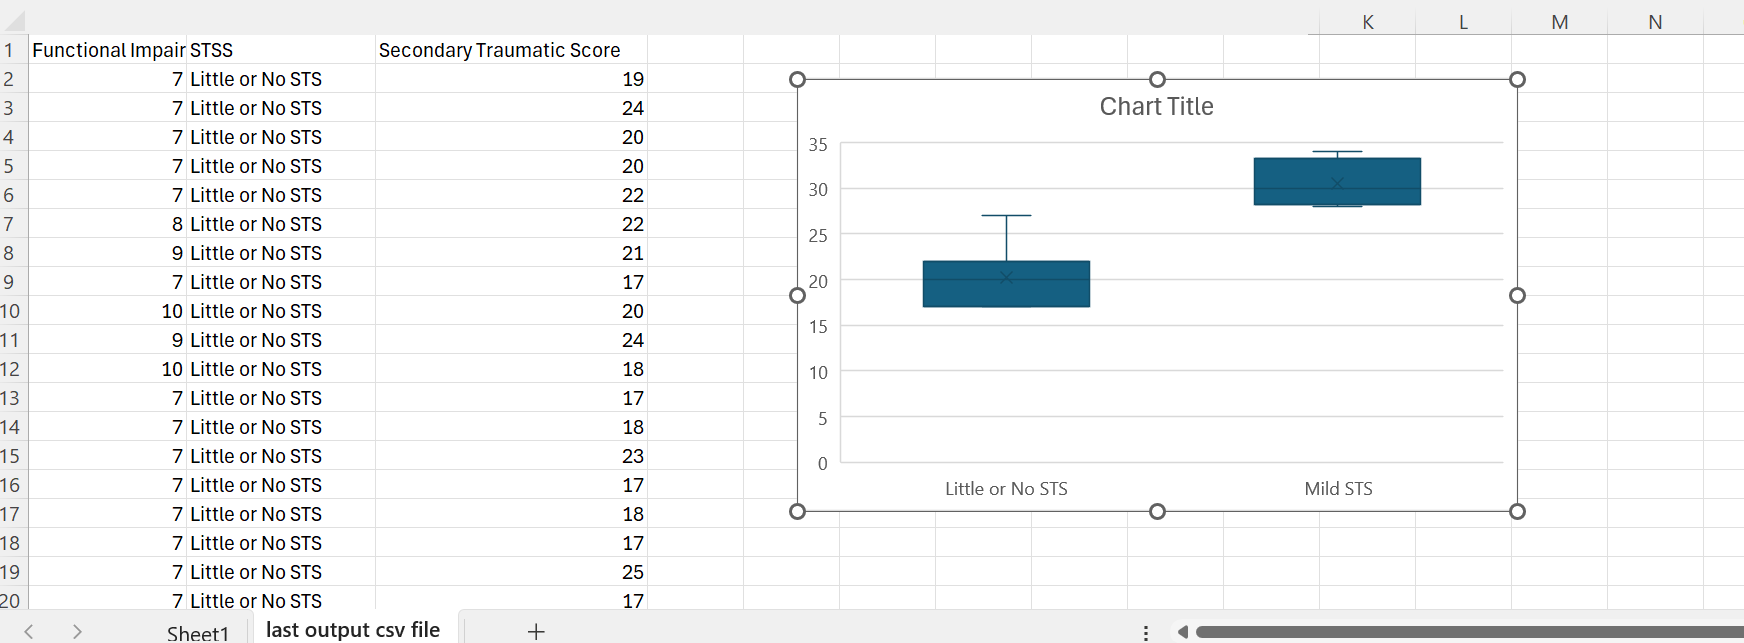 K L M N
1 Functional Impair STSS Secondary Traumatic Score
2 7 Little or No STS 19
3 7 Little or No STS 24
4 7 Little or No STS 20
5 7 Little or No STS 20
6 7 Little or No STS 22
7 8 Little or No STS 22
8 9 Little or No STS 21
9 7 Little or No STS 17
10 10 Little or No STS 20
11 9 Little or No STS 24
12 10 Little or No STS 18
13 7 Little or No STS 17
14 7 Little or No STS 18
15 7 Little or No STS 23
16 7 Little or No STS 17
17 7 Little or No STS 18
18 7 Little or No STS 17
19 7 Little or No STS 25
20 7 Little or No STS 17
Chart Title
35
30
25
20
15
10
5
0
Little or No STS Mild STS
Sheet1 last output csv file